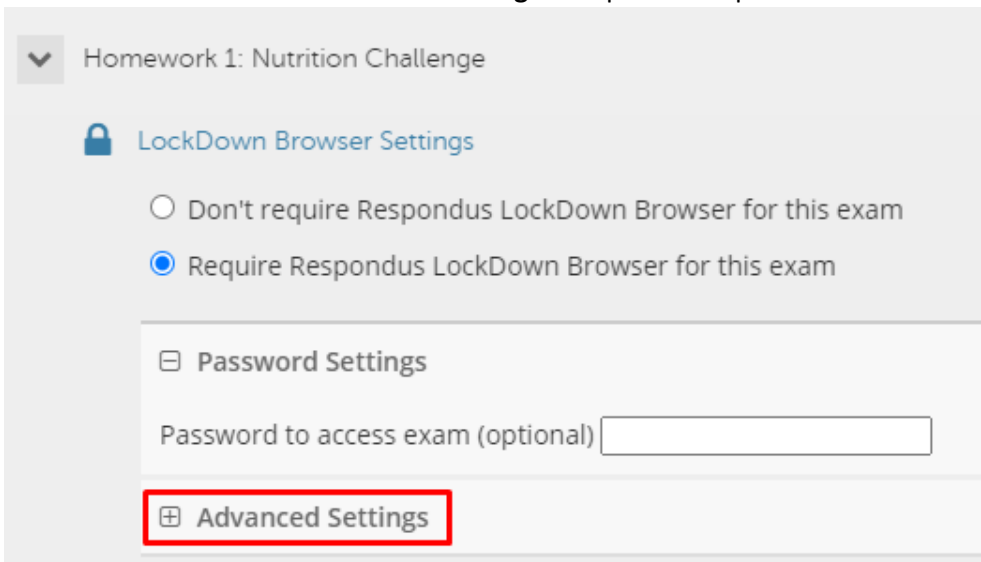 Homework 1: Nutrition Challenge
LockDown Browser Settings
Don't require Respondus LockDown Browser for this exam
Require Respondus LockDown Browser for this exam
Password Settings
Password to access exam (optional)
Advanced Settings